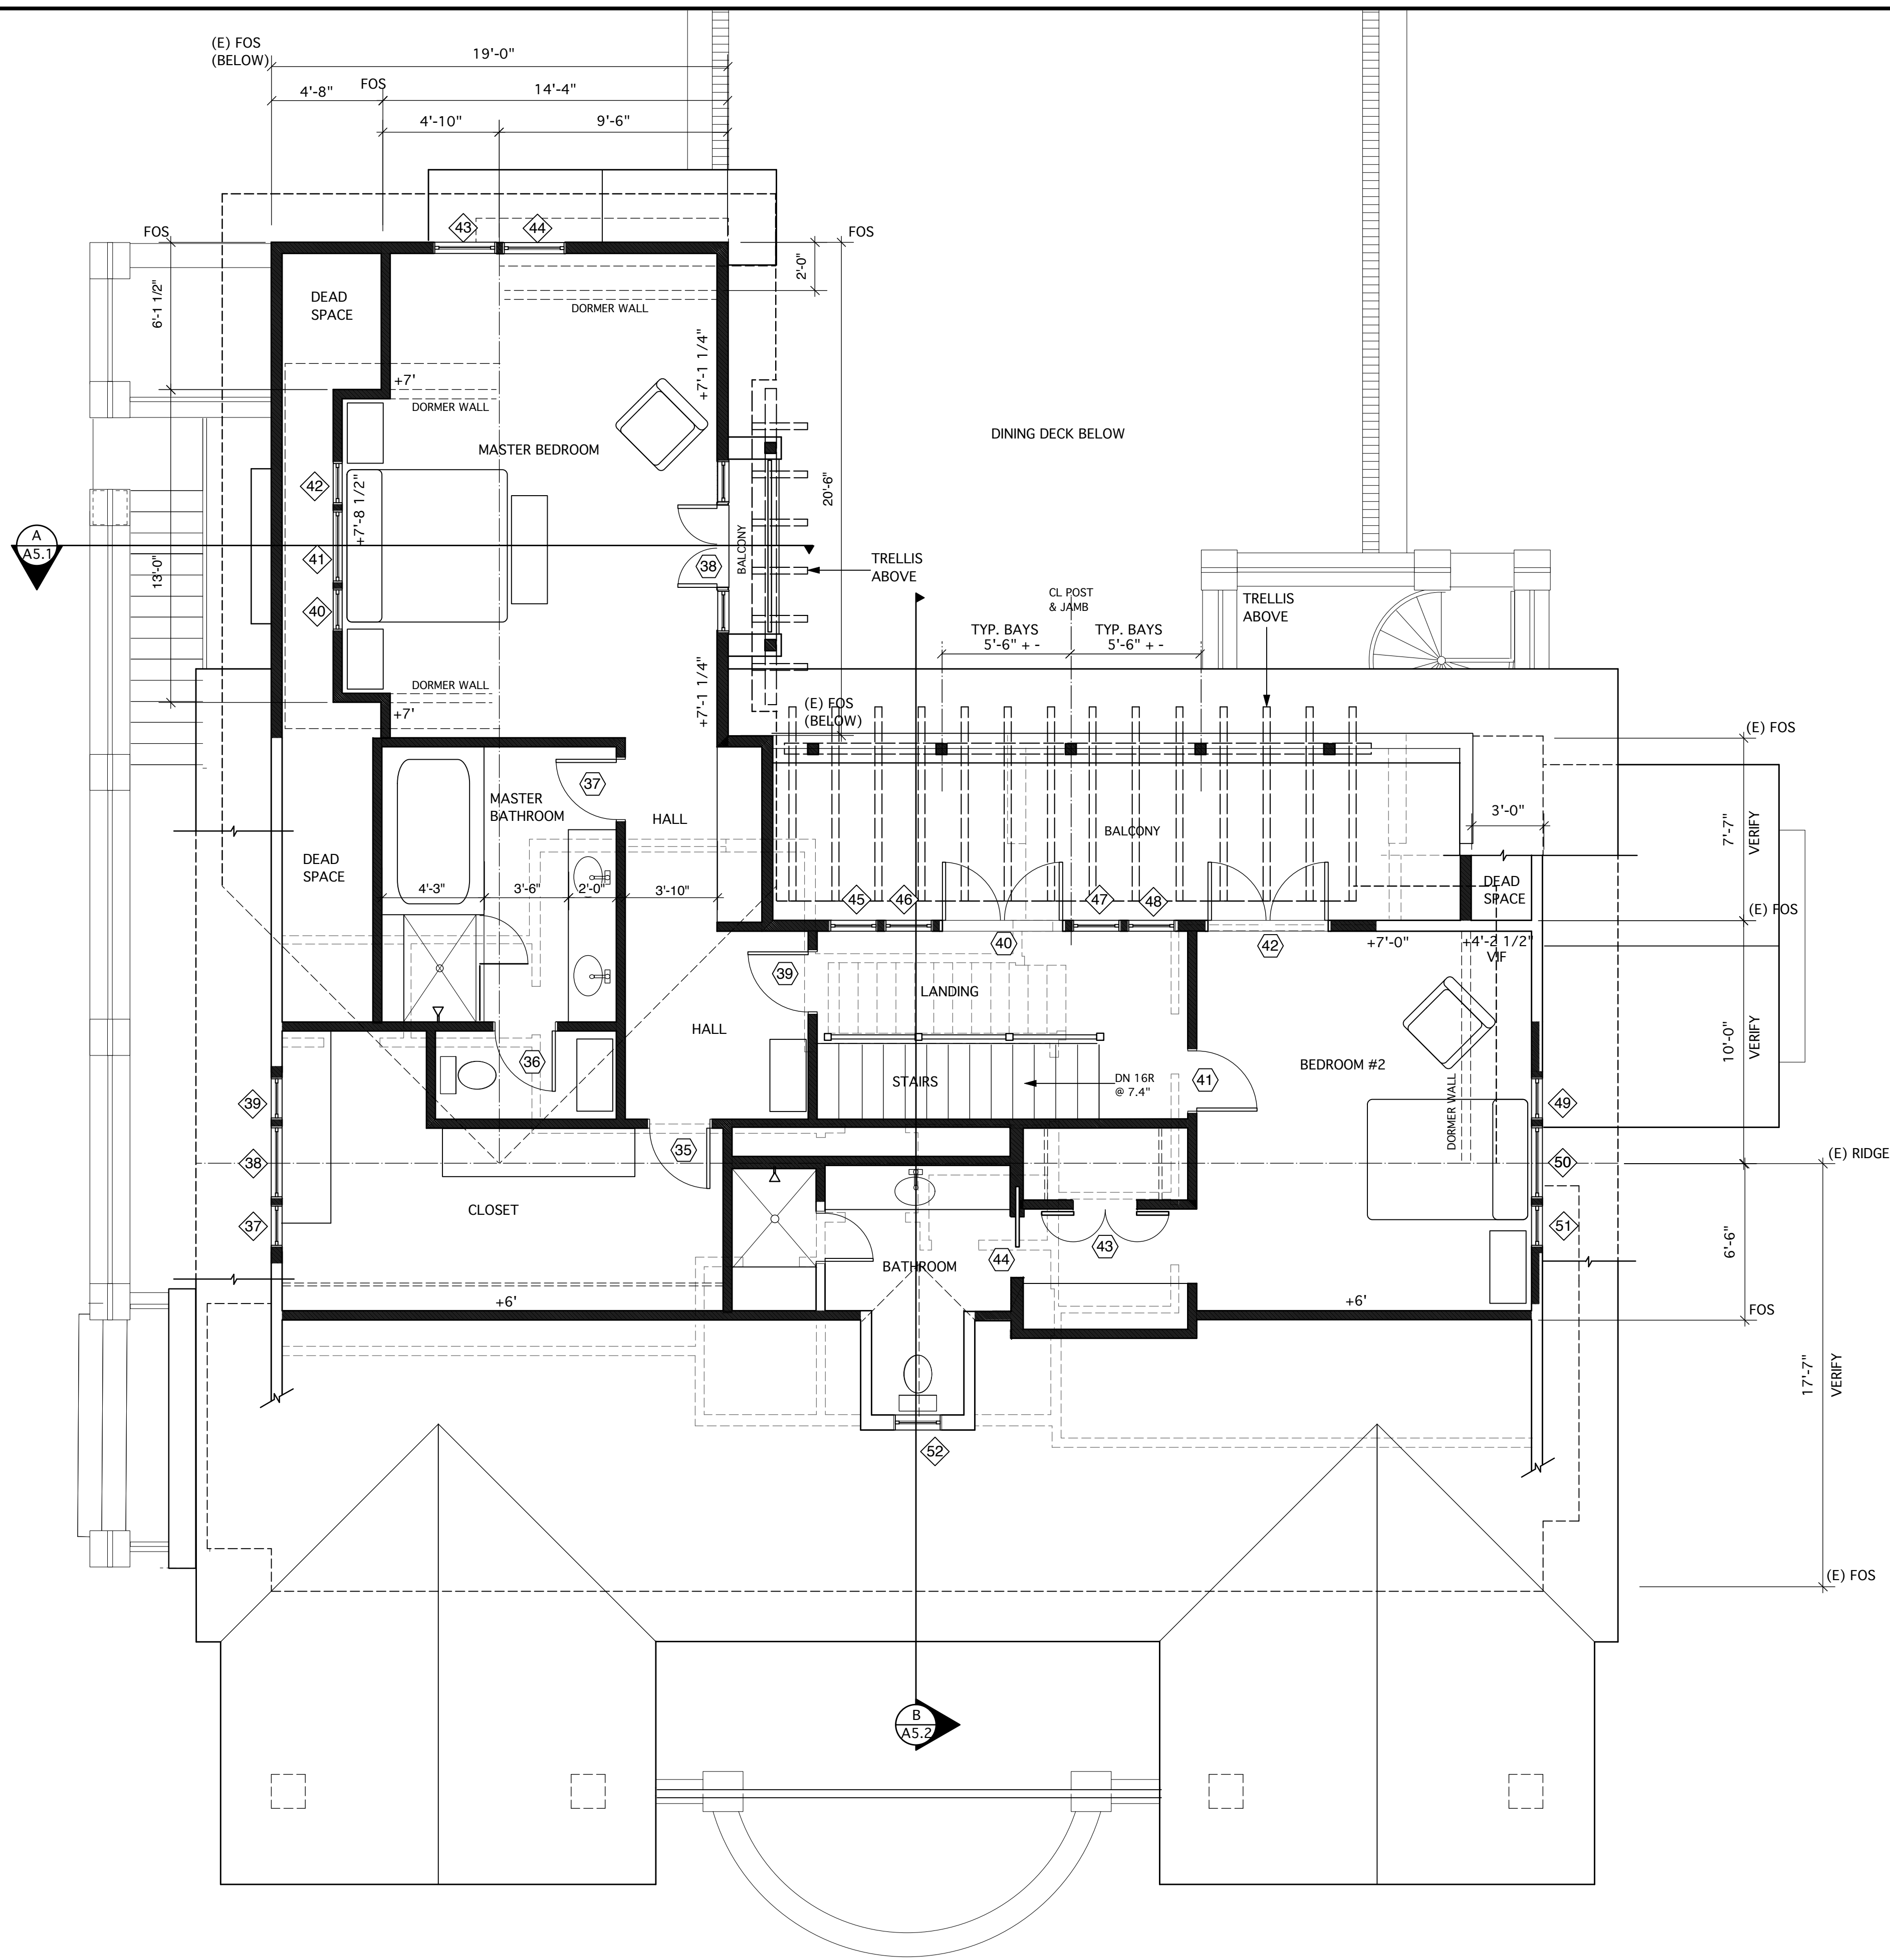 (E) FOS
(BELOW)
19'-0"
4'-8"
FOS
14'-4"
4'-10"
9'-6"
43
44
FOS
FOS
2'-0"
6'-1 1/2"
DEAD
SPACE
DORMER WALL
+7'-1 1/4"
+7'
DORMER WALL
MASTER BEDROOM
DINING DECK BELOW
42
+7'-8 1/2"
20'-6"
A
A5.1
41
38
BALCONY
TRELLIS
ABOVE
13'-0"
40
CL POST
& JAMB
TRELLIS
ABOVE
TYP. BAYS
5'-6" + -
TYP. BAYS
5'-6" + -
DORMER WALL
+7'-1 1/4"
+7'
(E) FOS
(BELOW)
(E) FOS
37
MASTER
BATHROOM
HALL
BALCONY
3'-0"
7'-7"
VERIFY
DEAD
SPACE
4'-3"
3'-6"
2'-0"
3'-10"
45
46
47
48
DEAD
SPACE
(E) FOS
40
42
+7'-0"
+4'-2 1/2"
VIF
39
LANDING
HALL
10'-0"
VERIFY
36
STAIRS
DN 16R
@ 7.4"
41
BEDROOM #2
DORMER WALL
39
49
38
35
50
(E) RIDGE
CLOSET
37
51
43
44
BATHROOM
6'-6"
+6'
+6'
FOS
17'-7"
VERIFY
52
(E) FOS
B
A5.2